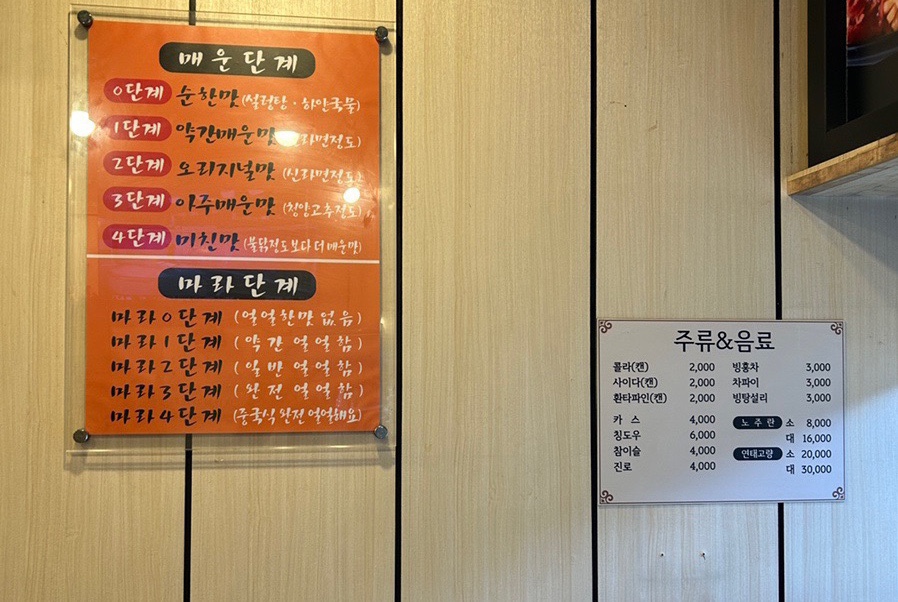 매운단계
0단계 순한맛 (설렁탕 · 하얀국물)
1단계 약간매운맛 라면정도)
2단계 오리지널맛 (신라면정도)
3단계 아주매운맛 (청양고추정도)
4단계 미친맛 (불닭정도보다 더 매운맛)
마라단계
마라0단계 (얼얼한맛 없음)
마라1단계 (약간 얼얼함)
마라2단계 (일반 얼얼함)
마라3단계 (완전 얼얼함)
마라4단계 (중국식 완전 얼얼해요)
주류&음료
콜라(캔) 2,000 빙홍차 3,000
사이다(캔) 2,000 차파이 3,000
환타파인(캔) 2,000 빙탕설리 3,000
카 스 4,000 노 주 란 소 8,000
칭도우 6,000 대 16,000
참이슬 4,000 연태고량 소 20,000
진로 4,000 대 30,000